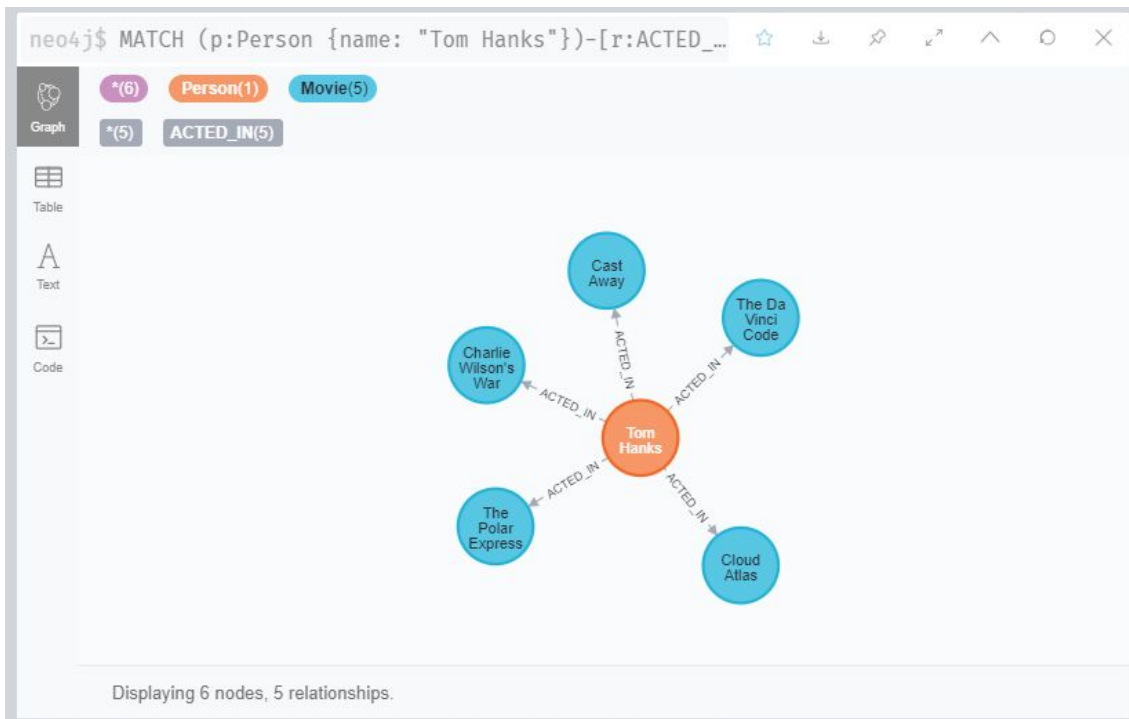 neo4j$ MATCH (p:Person {name: "Tom Hanks"})-[r:ACTED_…
*(6) Person(1) Movie(5)
*(5) ACTED_IN(5)
Graph
Table
Text
Code
Cast
Away
The Da
Vinci
Code
Charlie
Wilson's
War
ACTED_IN
ACTED_IN
ACTED_IN
Tom
Hanks
ACTED_IN
ACTED_IN
The
Polar
Express
Cloud
Atlas
Displaying 6 nodes, 5 relationships.